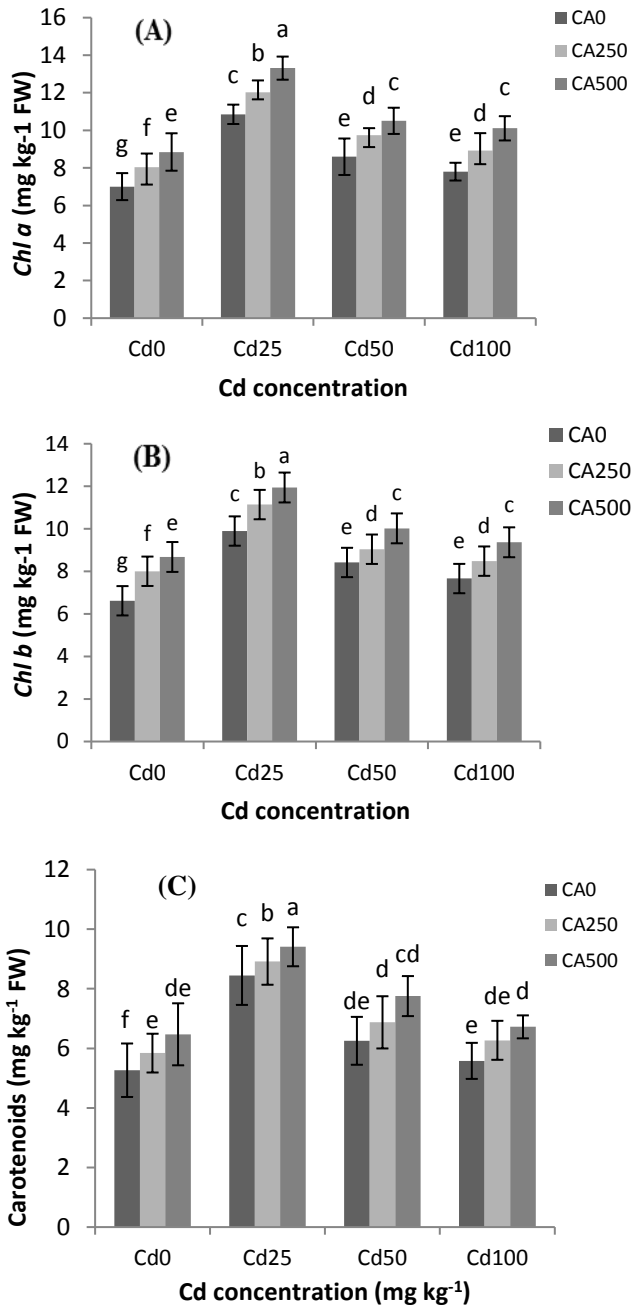 (A)
CA0
CA250
CA500
Chl a (mg kg-1 FW)
16
14
12
10
8
6
4
2
0
g f e
c b a
e d c
e d c
Cd0 Cd25 Cd50 Cd100
Cd concentration
(B)
CA0
CA250
CA500
Chl b (mg kg-1 FW)
14
12
10
8
6
4
2
0
g f e
c b a
e d c
e d c
Cd0 Cd25 Cd50 Cd100
Cd concentration
(C)
CA0
CA250
CA500
Carotenoids (mg kg⁻¹ FW)
12
10
8
6
4
2
0
f e de
c b a
de d cd
e de d
Cd0 Cd25 Cd50 Cd100
Cd concentration (mg kg⁻¹)